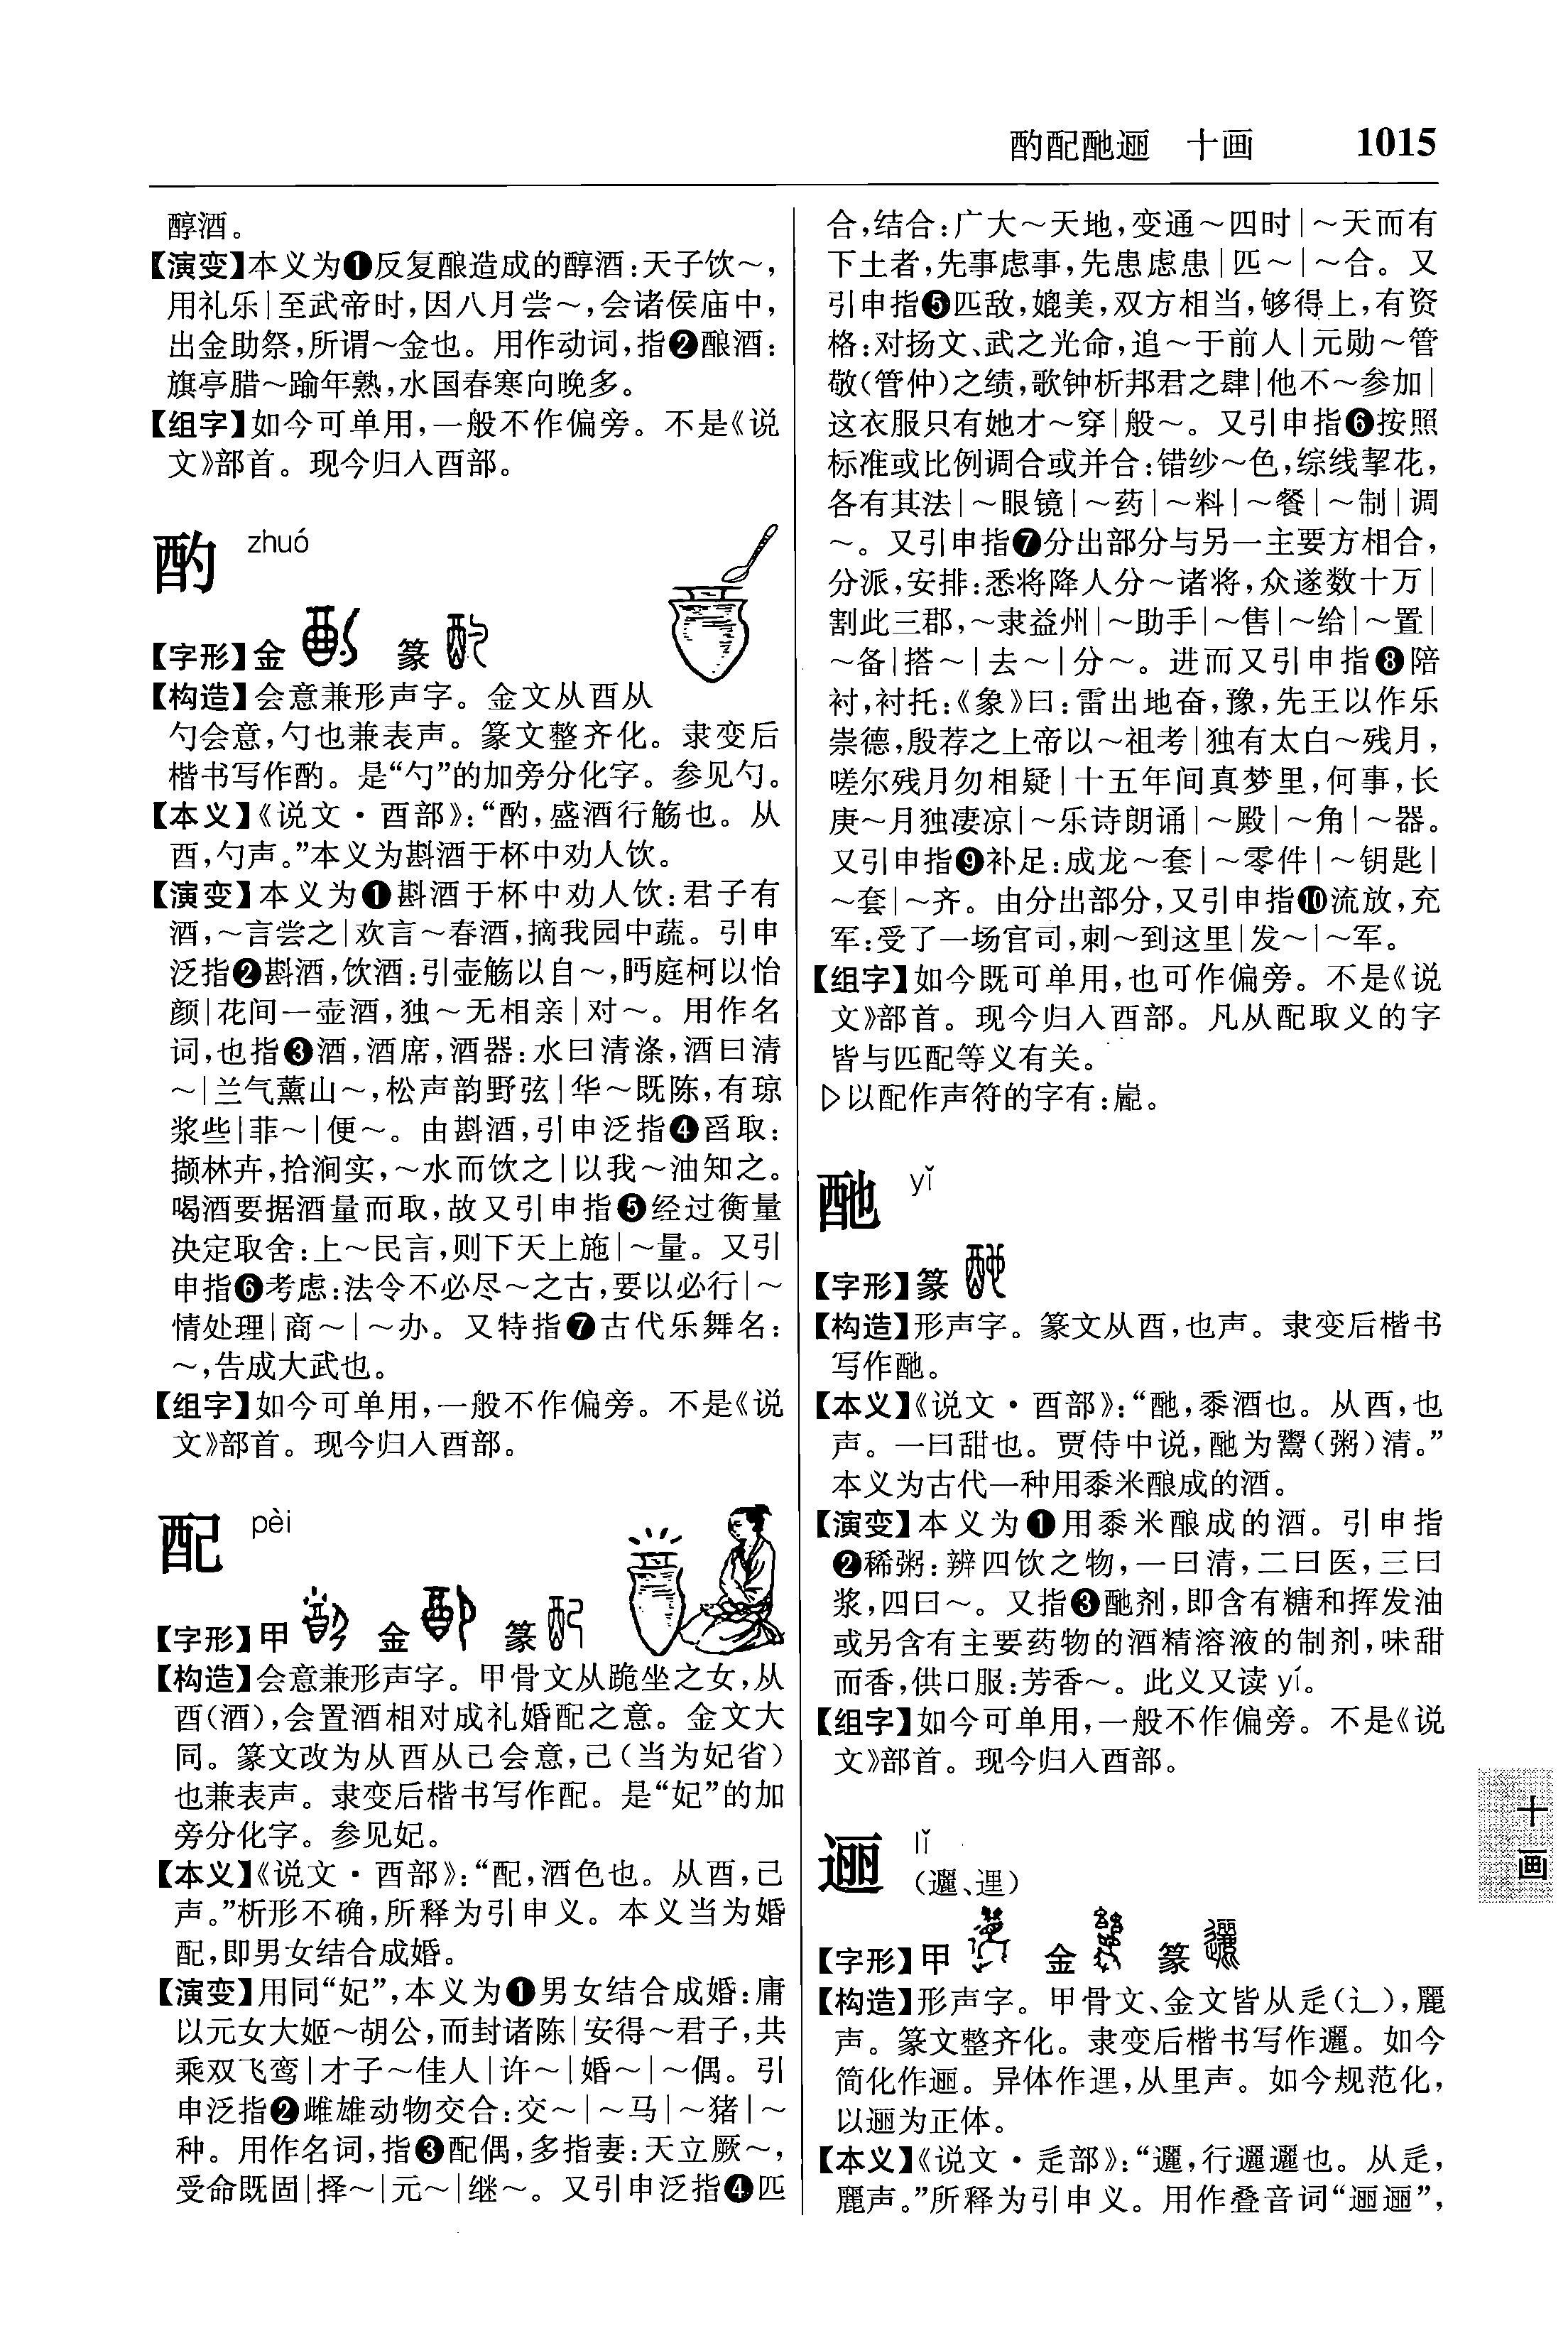 酌配酏逦 十画 1015
醇酒。
【演变】本义为❶反复酿造成的醇酒:天子饮～,
用礼乐|至武帝时,因八月尝～,会诸侯庙中,
出金助祭,所谓～金也。用作动词,指❷酿酒:
旗亭腊～踰年熟,水国春寒向晚多。
【组字】如今可单用,一般不作偏旁。不是《说
文》部首。现今归入酉部。
酌 zhuó
【字形】金 篆
【构造】会意兼形声字。金文从酉从
勺会意,勺也兼表声。篆文整齐化。隶变后
楷书写作酌。是“勺”的加旁分化字。参见勺。
【本义】《说文·酉部》:“酌,盛酒行觞也。从
酉,勺声。”本义为斟酒于杯中劝人饮。
【演变】本义为❶斟酒于杯中劝人饮:君子有
酒,～言尝之|欢言～春酒,摘我园中蔬。引申
泛指❷斟酒,饮酒:引壶觞以自～,眄庭柯以怡
颜|花间一壶酒,独～无相亲|对～。用作名
词,也指❸酒,酒席,酒器:水曰清涤,酒曰清
～|兰气薰山～,松声韵野弦|华～既陈,有琼
浆些|菲～|便～。由斟酒,引申泛指❹舀取:
撷林卉,拾涧实,～水而饮之|以我～油知之。
喝酒要据酒量而取,故又引申指❺经过衡量
决定取舍:上～民言,则下天上施|～量。又引
申指❻考虑:法令不必尽～之古,要以必行|～
情处理|商～|～办。又特指❼古代乐舞名:
～,告成大武也。
【组字】如今可单用,一般不作偏旁。不是《说
文》部首。现今归入酉部。
配 pèi
【字形】甲 金 篆
【构造】会意兼形声字。甲骨文从跪坐之女,从
酉(酒),会置酒相对成礼婚配之意。金文大
同。篆文改为从酉从己会意,己(当为妃省)
也兼表声。隶变后楷书写作配。是“妃”的加
旁分化字。参见妃。
【本义】《说文·酉部》:“配,酒色也。从酉,己
声。”析形不确,所释为引申义。本义当为婚
配,即男女结合成婚。
【演变】用同“妃”,本义为❶男女结合成婚:庸
以元女大姬～胡公,而封诸陈|安得～君子,共
乘双飞鸾|才子～佳人|许～|婚～|～偶。引
申泛指❷雌雄动物交合:交～|～马|～猪|～
种。用作名词,指❸配偶,多指妻:天立厥～,
受命既固|择～|元～|继～。又引申泛指❹匹
合,结合:广大～天地,变通～四时|～天而有
下土者,先事虑事,先患虑患|匹～|～合。又
引申指❺匹敌,媲美,双方相当,够得上,有资
格:对扬文、武之光命,追～于前人|元勋～管
敬(管仲)之绩,歌钟析邦君之肆|他不～参加|
这衣服只有她才～穿|般～。又引申指❻按照
标准或比例调合或并合:错纱～色,综线挈花,
各有其法|～眼镜|～药|～料|～餐|～制|调
～。又引申指❼分出部分与另一主要方相合,
分派,安排:悉将降人分～诸将,众遂数十万|
割此三郡,～隶益州|～助手|～售|～给|～置|
～备|搭～|去～|分～。进而又引申指❽陪
衬,衬托:《象》曰:雷出地奋,豫,先王以作乐
崇德,殷荐之上帝以～祖考|独有太白～残月,
嗟尔残月勿相疑|十五年间真梦里,何事,长
庚～月独凄凉|～乐诗朗诵|～殿|～角|～器。
又引申指❾补足:成龙～套|～零件|～钥匙|
～套|～齐。由分出部分,又引申指❿流放,充
军:受了一场官司,刺～到这里|发～|～军。
【组字】如今既可单用,也可作偏旁。不是《说
文》部首。现今归入酉部。凡从配取义的字
皆与匹配等义有关。
▷以配作声符的字有:嶏。
酏 yǐ
【字形】篆
【构造】形声字。篆文从酉,也声。隶变后楷书
写作酏。
【本义】《说文·酉部》:“酏,黍酒也。从酉,也
声。一曰甜也。贾侍中说,酏为鬻(粥)清。”
本义为古代一种用黍米酿成的酒。
【演变】本义为❶用黍米酿成的酒。引申指
❷稀粥:辨四饮之物,一曰清,二曰医,三曰
浆,四曰～。又指❸酏剂,即含有糖和挥发油
或另含有主要药物的酒精溶液的制剂,味甜
而香,供口服:芳香～。此义又读 yí。
【组字】如今可单用,一般不作偏旁。不是《说
文》部首。现今归入酉部。
逦 lǐ
(邐、逕)
【字形】甲 金 篆
【构造】形声字。甲骨文、金文皆从辵(辶),麗
声。篆文整齐化。隶变后楷书写作邐。如今
简化作逦。异体作逕,从里声。如今规范化,
以逦为正体。
【本义】《说文·辵部》:“邐,行邐邐也。从辵,
麗声。”所释为引申义。用作叠音词“逦逦”,
十画